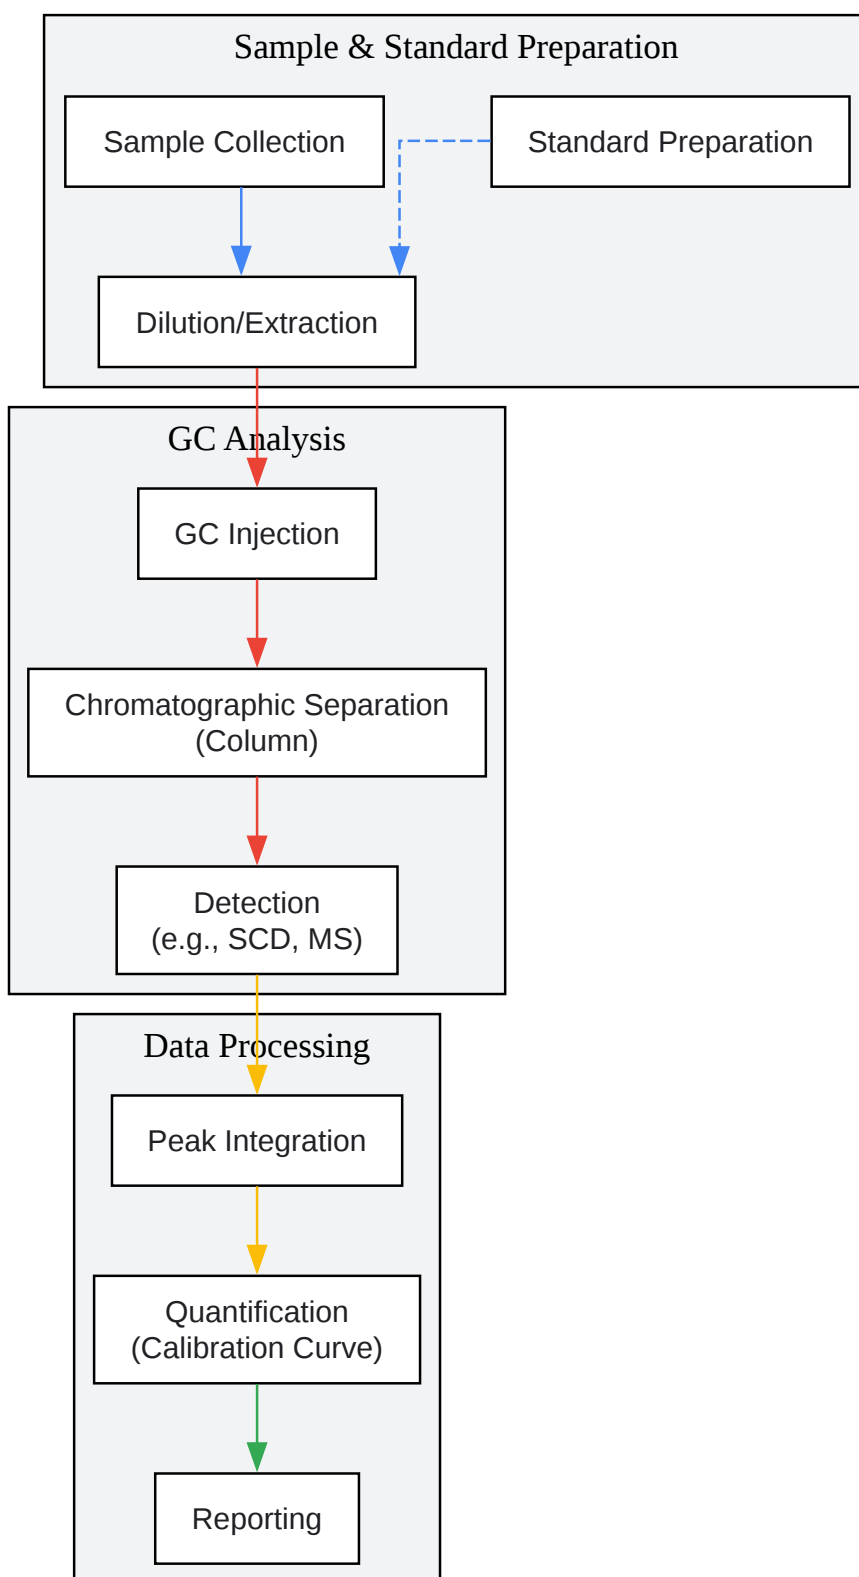 Sample & Standard Preparation
Sample Collection
Standard Preparation
Dilution/Extraction
GC Analysis
GC Injection
Chromatographic Separation
(Column)
Detection
(e.g., SCD, MS)
Data Processing
Peak Integration
Quantification
(Calibration Curve)
Reporting